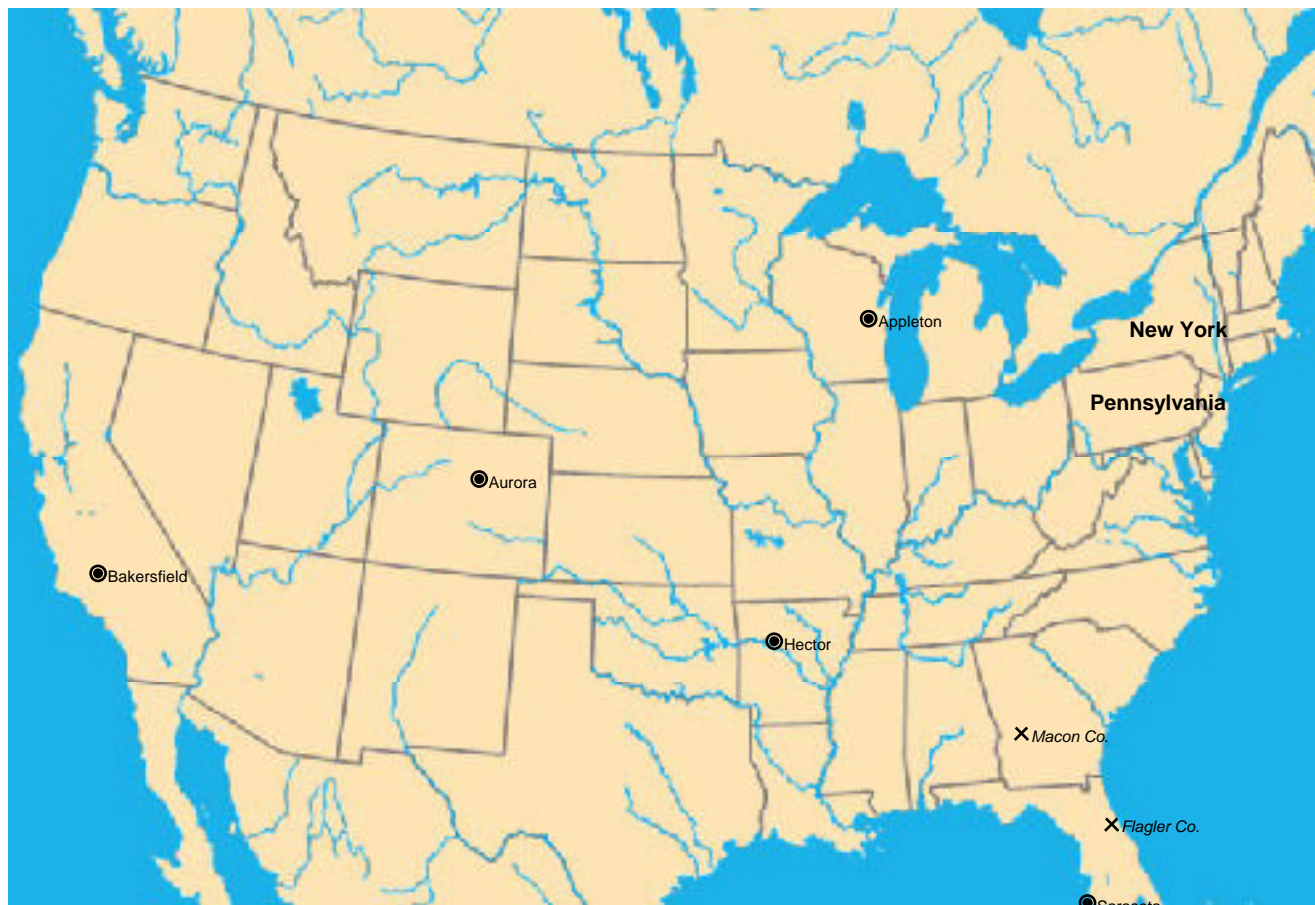 Appleton
New York
Pennsylvania
Aurora
Bakersfield
Hector
Macon Co.
Flagler Co.